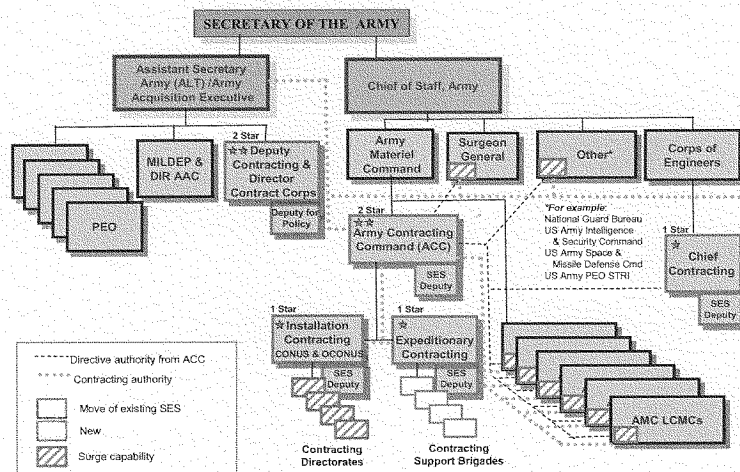 SECRETARY OF THE ARMY
Assistant Secretary
Army (ALT) /Army
Acquisition Executive
Chief of Staff, Army
PEO
MILDEP &
DIR AAC
2 Star
Deputy
Contracting &
Director
Contract Corps
Deputy for
Policy
Army
Materiel
Command
Surgeon
General
Other*
Corps of
Engineers
*For example:
National Guard Bureau
US Army Intelligence
& Security Command
US Army Space &
Missile Defense Cmd
US Army PEO STRI
2 Star
Army Contracting
Command (ACC)
SES
Deputy
1 Star
Chief
Contracting
SES
Deputy
1 Star
Installation
Contracting
CONUS & OCONUS
SES
Deputy
1 Star
Expeditionary
Contracting
SES
Deputy
AMC LCMCs
Contracting
Directorates
Contracting
Support Brigades
Directive authority from ACC
Contracting authority
Move of existing SES
New
Surge capability